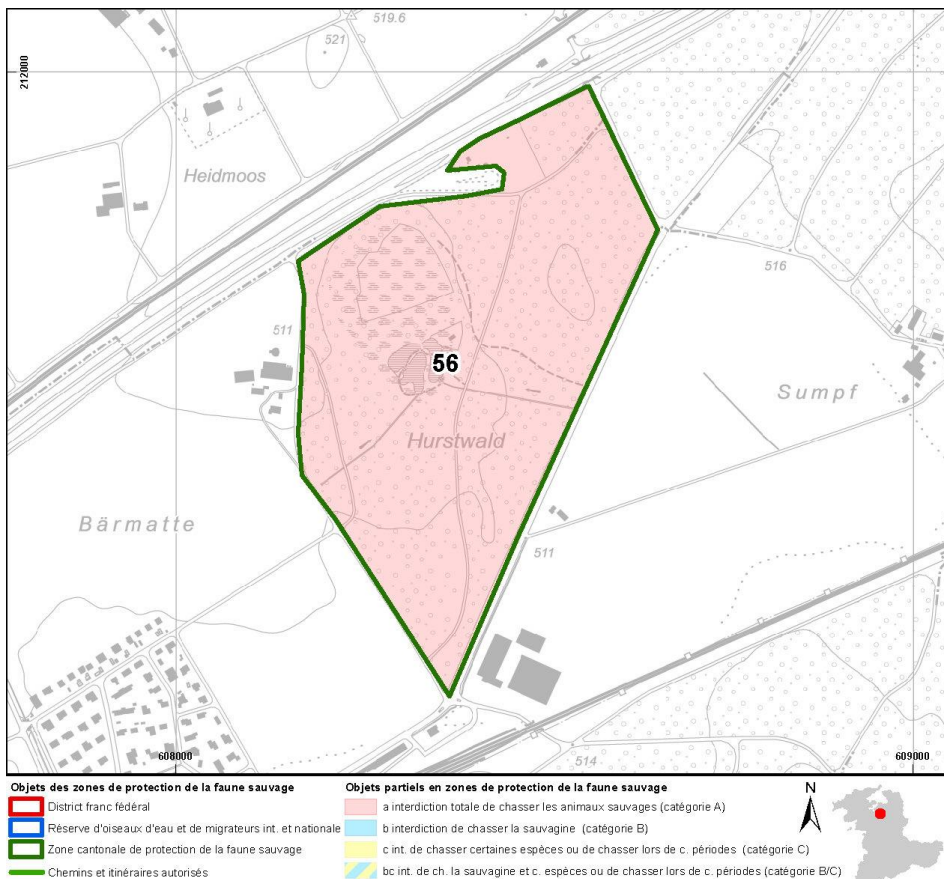 519.6
521
212000
Heidmoos
516
511
56
Sumpf
Hurstwald
Bärmatte
511
608000
609000
514
Objets des zones de protection de la faune sauvage
District franc fédéral
Réserve d'oiseaux d'eau et de migrateurs int. et nationale
Zone cantonale de protection de la faune sauvage
Chemins et itinéraires autorisés
Objets partiels en zones de protection de la faune sauvage
a interdiction totale de chasser les animaux sauvages (catégorie A)
b interdiction de chasser la sauvagine (catégorie B)
c int. de chasser certaines espèces ou de chasser lors de c. périodes (catégorie C)
bc int. de ch. la sauvagine et c. espèces ou de chasser lors de c. périodes (catégorie B/C)
N